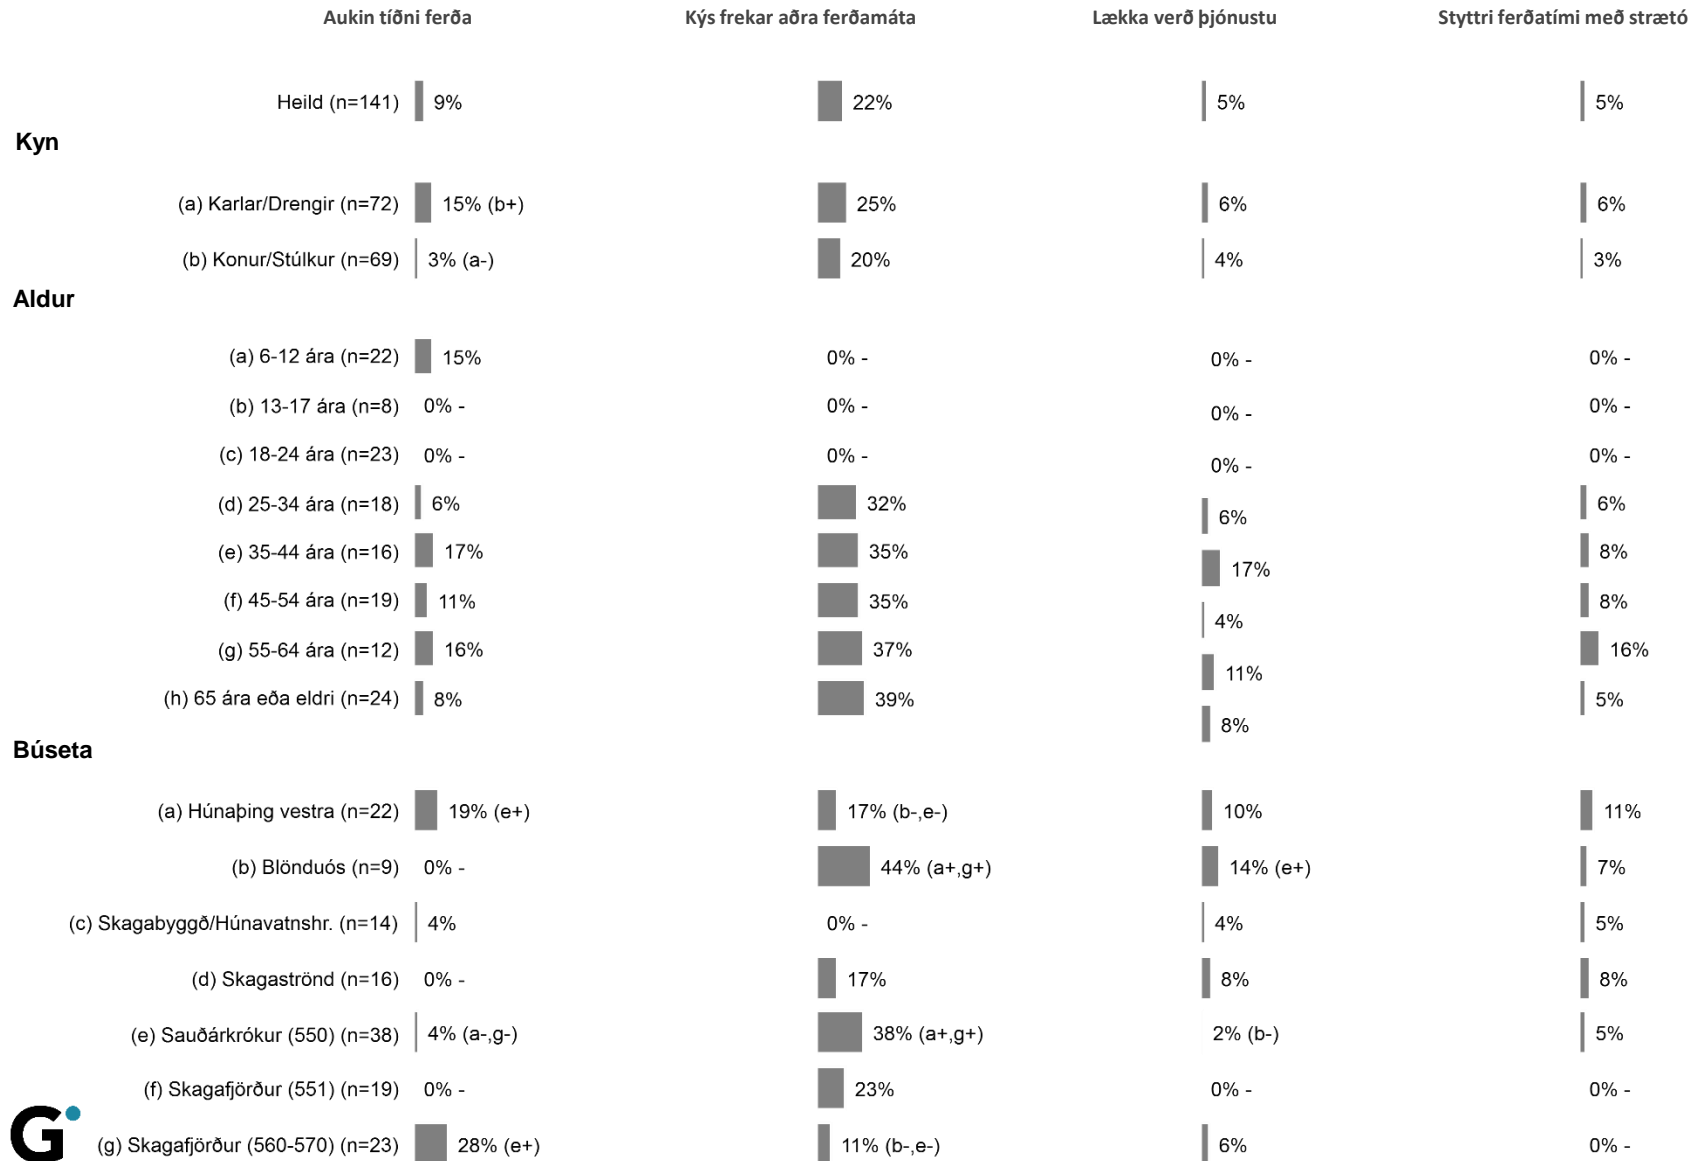 Aukin tíðni ferða Kýs frekar aðra ferðamáta Lækka verð þjónustu Styttri ferðatími með strætó
Heild (n=141) 9% 22% 5% 5%
Kyn
(a) Karlar/Drengir (n=72) 15% (b+) 25% 6% 6%
(b) Konur/Stúlkur (n=69) 3% (a-) 20% 4% 3%
Aldur
(a) 6-12 ára (n=22) 15% 0% - 0% - 0% -
(b) 13-17 ára (n=8) 0% - 0% - 0% - 0% -
(c) 18-24 ára (n=23) 0% - 0% - 0% - 0% -
(d) 25-34 ára (n=18) 6% 32% 6% 6%
(e) 35-44 ára (n=16) 17% 35% 17% 8%
(f) 45-54 ára (n=19) 11% 35% 4% 8%
(g) 55-64 ára (n=12) 16% 37% 11% 16%
(h) 65 ára eða eldri (n=24) 8% 39% 8% 5%
Búseta
(a) Húnaþing vestra (n=22) 19% (e+) 17% (b-,e-) 10% 11%
(b) Blönduós (n=9) 0% - 44% (a+,g+) 14% (e+) 7%
(c) Skagabyggð/Húnavatnshr. (n=14) 4% 0% - 4% 5%
(d) Skagaströnd (n=16) 0% - 17% 8% 8%
(e) Sauðárkrókur (550) (n=38) 4% (a-,g-) 38% (a+,g+) 2% (b-) 5%
(f) Skagafjörður (551) (n=19) 0% - 23% 0% - 0% -
(g) Skagafjörður (560-570) (n=23) 28% (e+) 11% (b-,e-) 6% 0% -
G